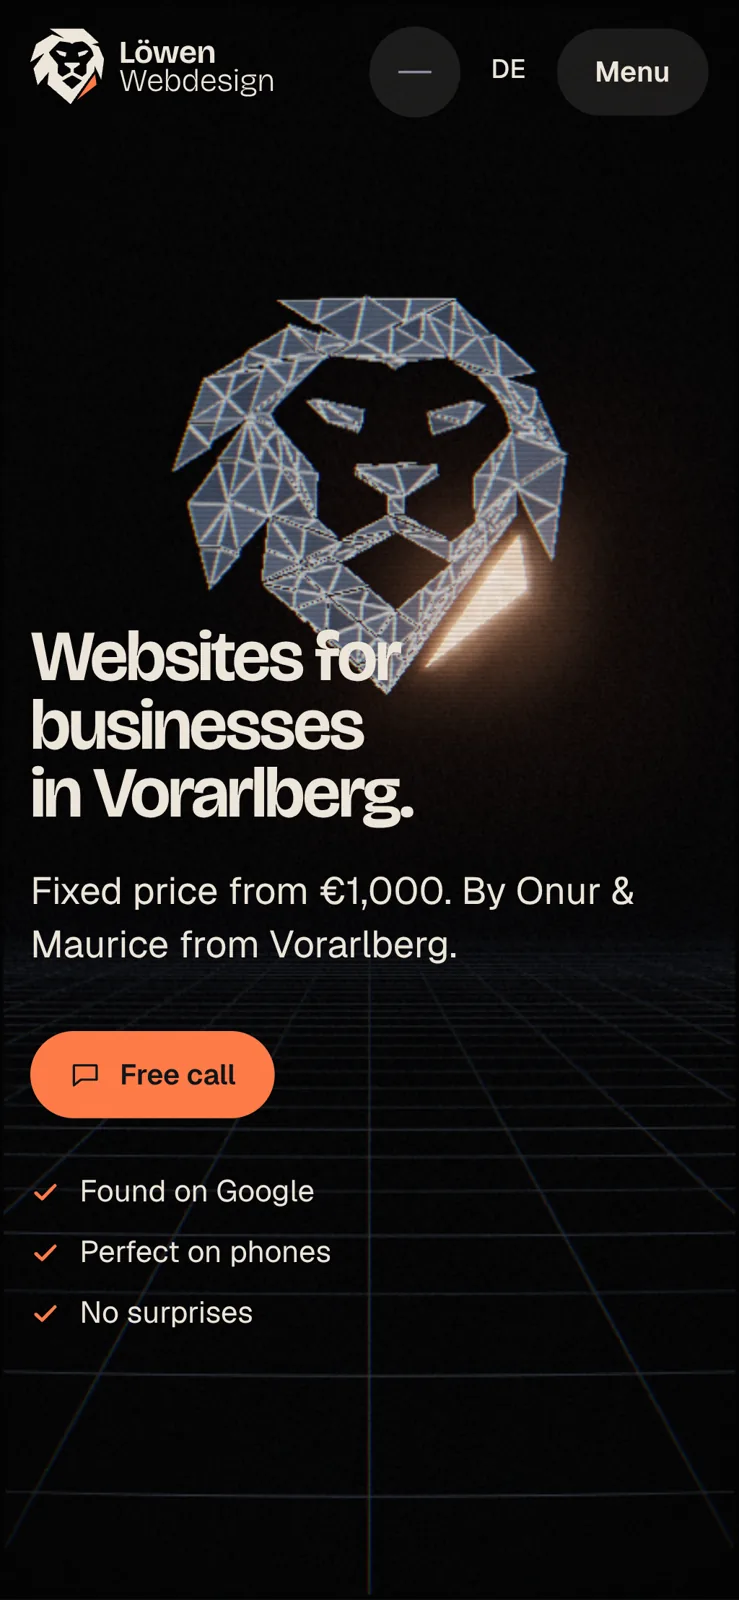 Löwen
Webdesign
DE
Menu
Websites for
businesses
in Vorarlberg.
Fixed price from €1,000. By Onur &
Maurice from Vorarlberg.
Free call
Found on Google
Perfect on phones
No surprises